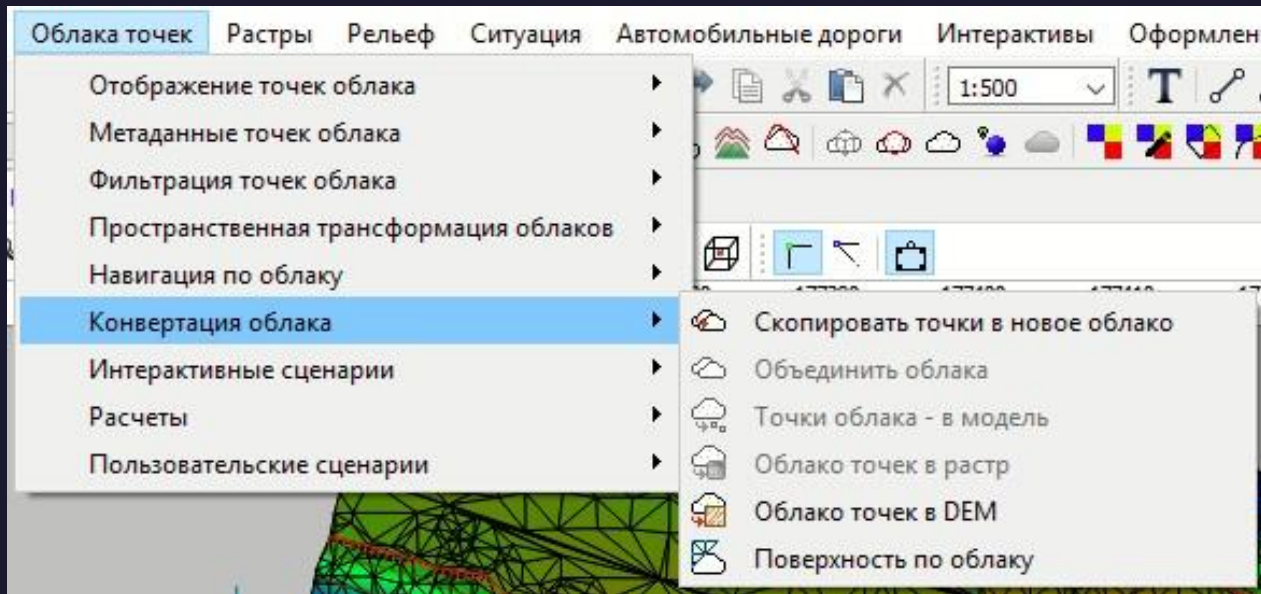 Облака точек Растры Рельеф Ситуация Автомобильные дороги Интерактивы Оформлен
Отображение точек облака
1:500
T
Метаданные точек облака
Фильтрация точек облака
Пространственная трансформация облаков
Навигация по облаку
Конвертация облака
Скопировать точки в новое облако
Интерактивные сценарии
Объединить облака
Расчеты
Точки облака - в модель
Пользовательские сценарии
Облако точек в растр
Облако точек в DEM
Поверхность по облаку